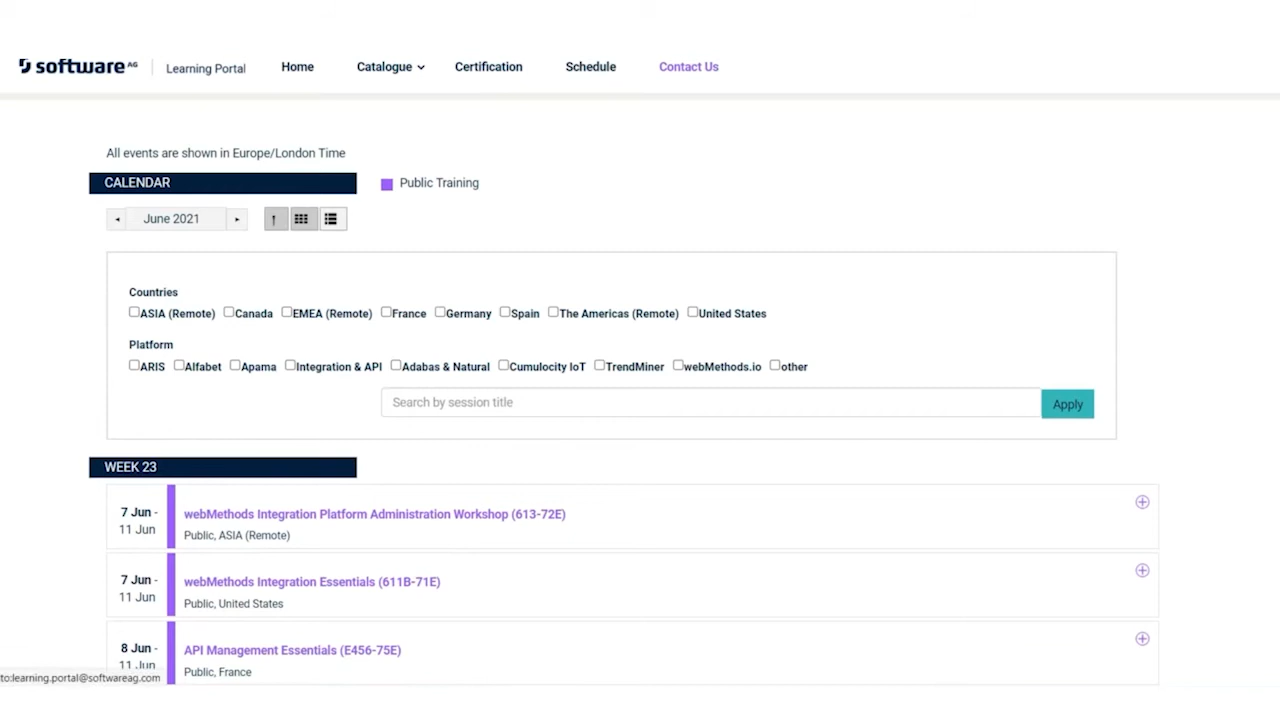 software AG Learning Portal Home Catalogue Certification Schedule Contact Us
All events are shown in Europe/London Time
CALENDAR
Public Training
June 2021
Countries
ASIA (Remote) Canada EMEA (Remote) France Germany Spain The Americas (Remote) United States
Platform
ARIS Alfabet Apama Integration & API Adabas & Natural Cumulocity IoT TrendMiner webMethods.io other
Search by session title Apply
WEEK 23
7 Jun -
11 Jun
webMethods Integration Platform Administration Workshop (613-72E)
Public, ASIA (Remote)
7 Jun -
11 Jun
webMethods Integration Essentials (611B-71E)
Public, United States
8 Jun -
11 Jun
API Management Essentials (E456-75E)
Public, France
to:learning.portal@softwareag.com